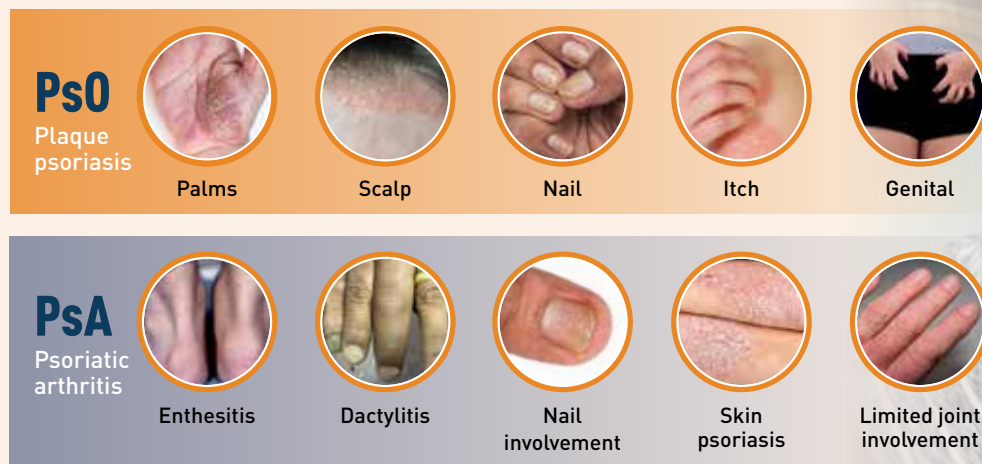 PsO
Plaque
psoriasis
Palms
Scalp
Nail
Itch
Genital
PsA
Psoriatic
arthritis
Enthesitis
Dactylitis
Nail
involvement
Skin
psoriasis
Limited joint
involvement